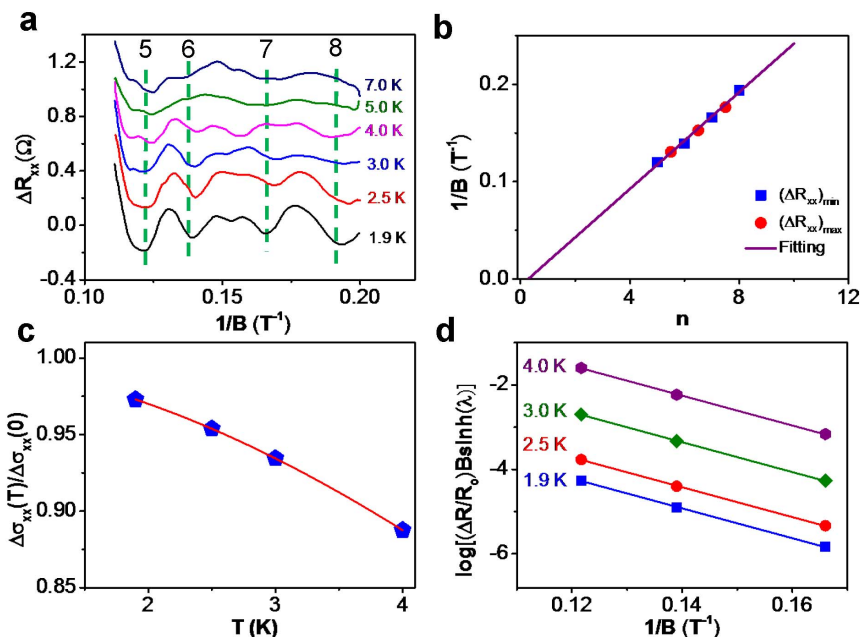 a
5 6 7 8
1.2
0.8
0.4
0.0
-0.4
ΔRxx(Ω)
7.0 K
5.0 K
4.0 K
3.0 K
2.5 K
1.9 K
0.10 0.15 0.20
1/B (T-1)
b
0.2
0.1
0.0
1/B (T-1)
(ΔRxx)min
(ΔRxx)max
Fitting
0 4 8 12
n
c
1.00
0.95
0.90
0.85
Δσxx(T)/Δσxx(0)
2 3 4
T (K)
d
-2
-4
-6
log[(ΔR/Ro)Bsinh(λ)]
4.0 K
3.0 K
2.5 K
1.9 K
0.12 0.14 0.16
1/B (T-1)